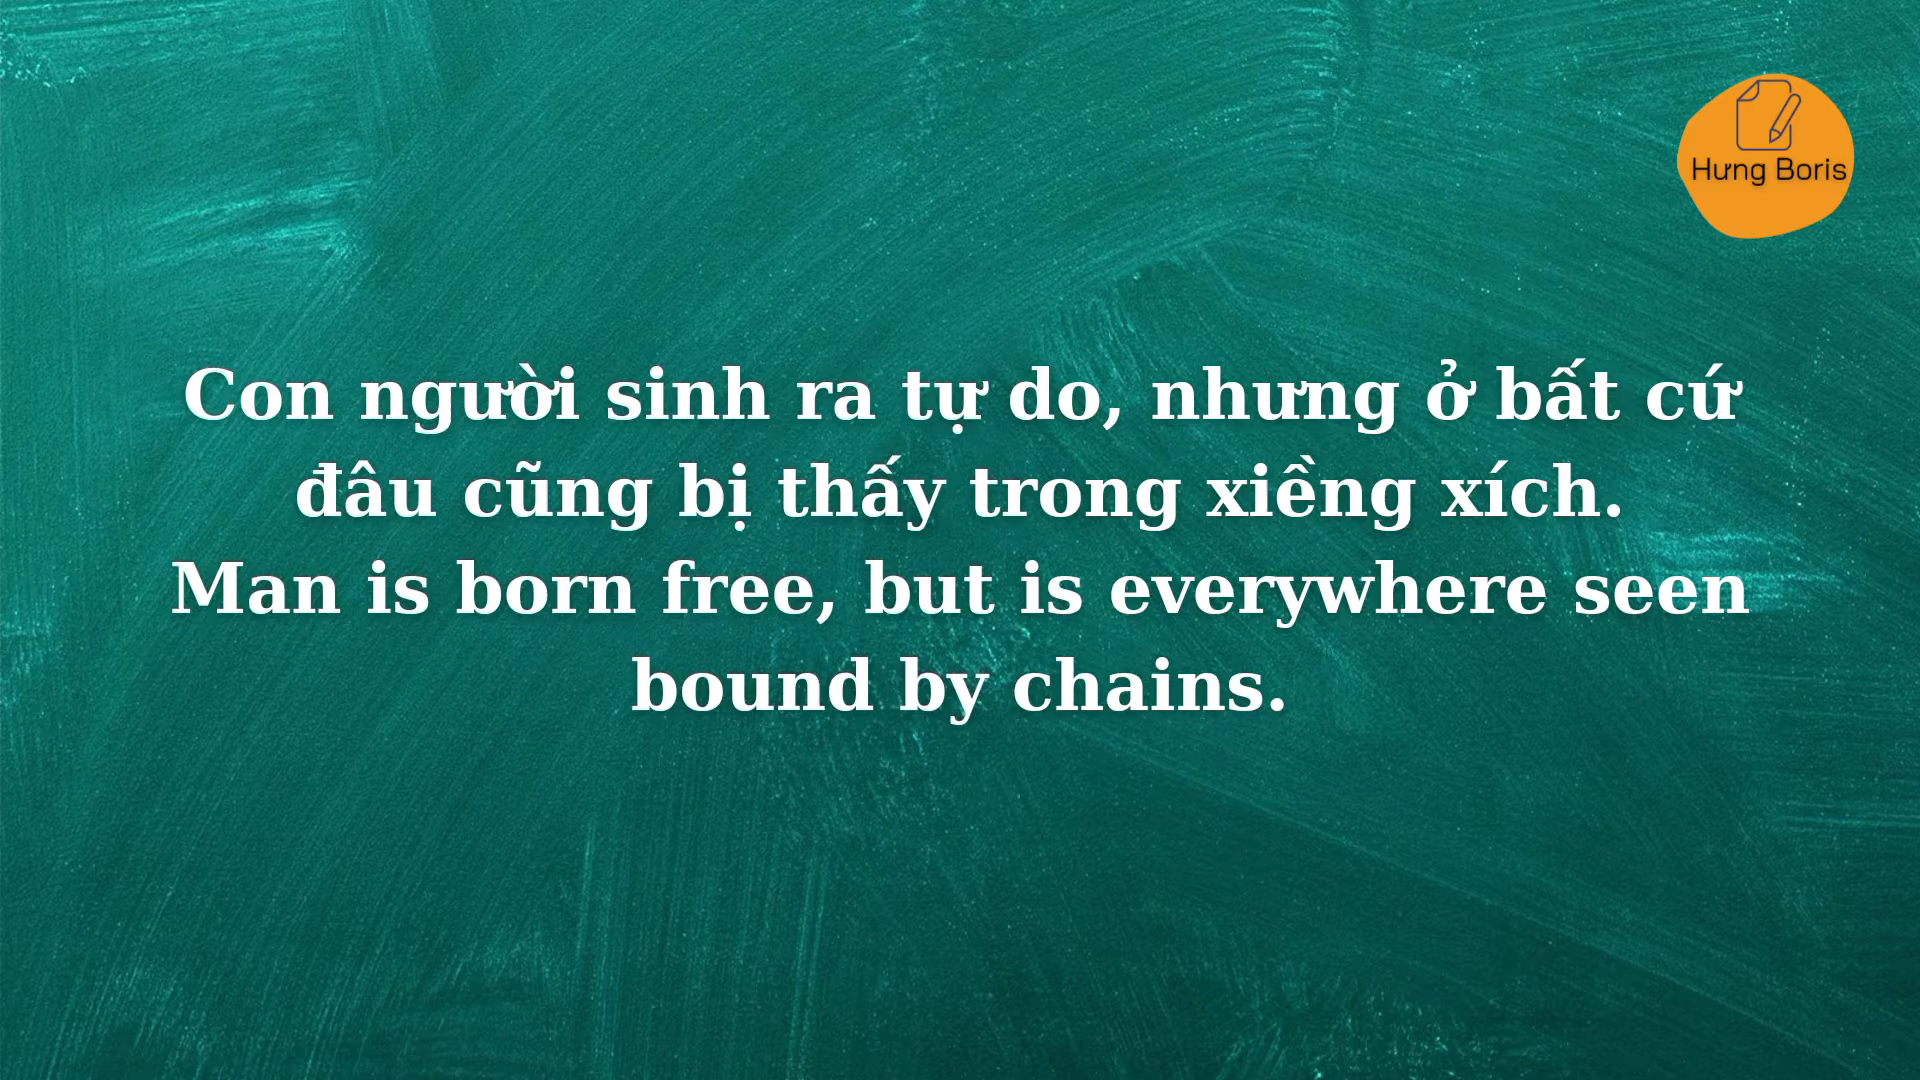 Hưng Boris
Con người sinh ra tự do, nhưng ở bất cứ
đâu cũng bị thấy trong xiềng xích.
Man is born free, but is everywhere seen
bound by chains.